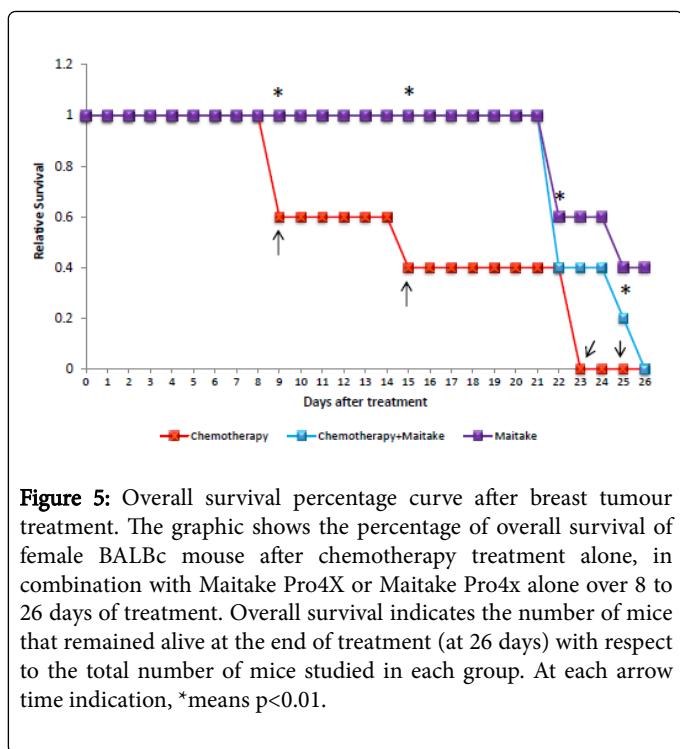 1.2
*
*
1
0.8
*
0.6
Relative Survival
0.4
*
0.2
0
0 1 2 3 4 5 6 7 8 9 10 11 12 13 14 15 16 17 18 19 20 21 22 23 24 25 26
Days after treatment
Chemotherapy Chemotherapy+Maitake Maitake
Figure 5: Overall survival percentage curve after breast tumour
treatment. The graphic shows the percentage of overall survival of
female BALBc mouse after chemotherapy treatment alone, in
combination with Maitake Pro4X or Maitake Pro4x alone over 8 to
26 days of treatment. Overall survival indicates the number of mice
that remained alive at the end of treatment (at 26 days) with respect
to the total number of mice studied in each group. At each arrow
time indication, *means p<0.01.